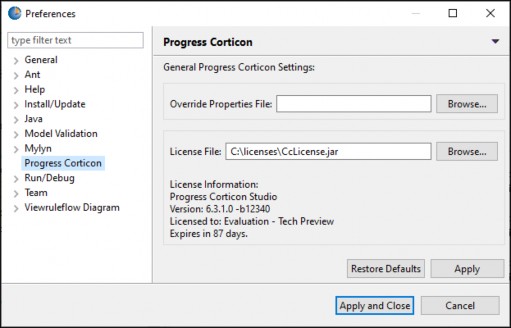 Preferences
type filter text
General
Ant
Help
Install/Update
Java
Model Validation
Mylyn
Progress Corticon
Run/Debug
Team
Viewruleflow Diagram
Progress Corticon
General Progress Corticon Settings:
Override Properties File:
Browse...
License File: C:\licenses\CcLicense.jar Browse...
License Information:
Progress Corticon Studio
Version: 6.3.1.0 -b12340
Licensed to: Evaluation - Tech Preview
Expires in 87 days.
Restore Defaults Apply
Apply and Close Cancel